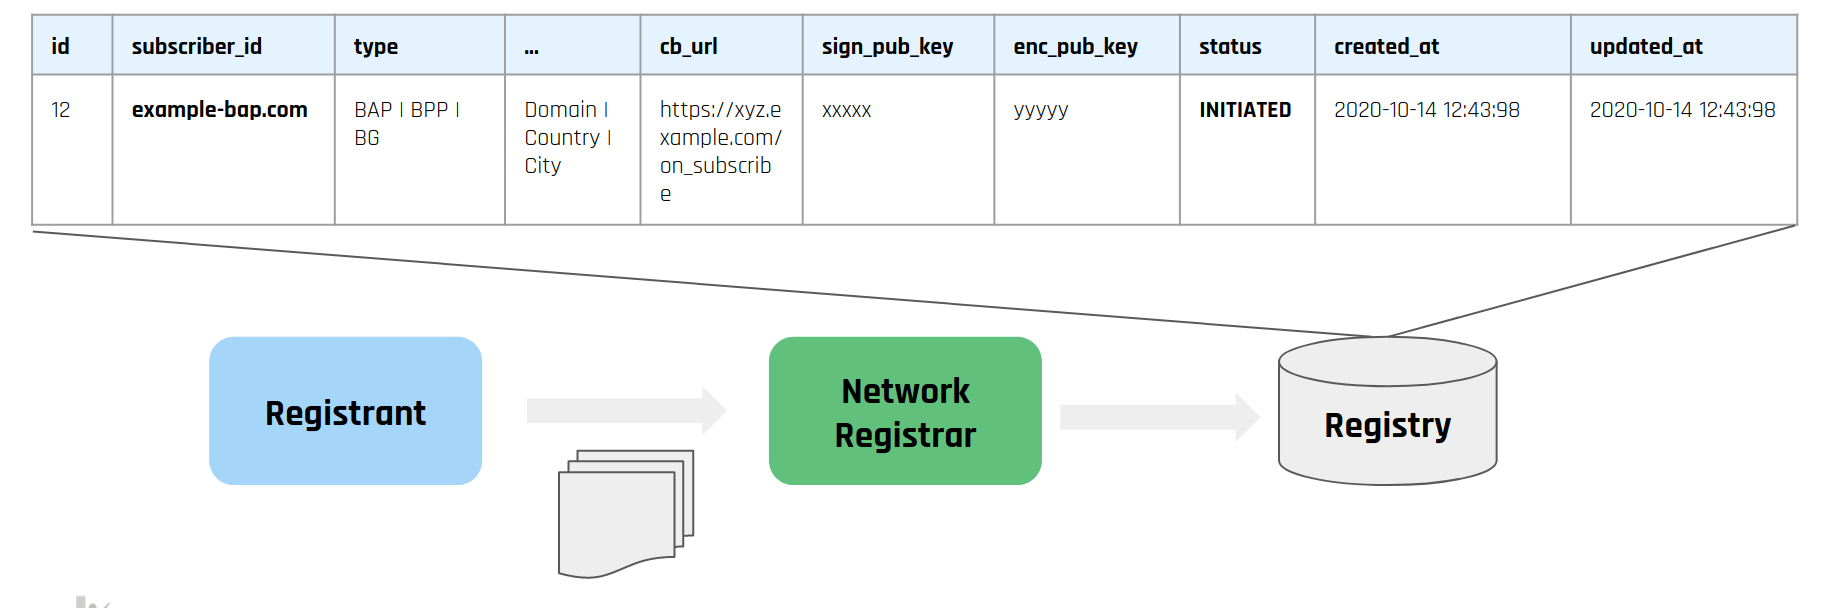 id subscriber_id type ... cb_url sign_pub_key enc_pub_key status created_at updated_at
12 example-bap.com BAP | BPP | Domain | https://xyz.e xxxxx yyyyy INITIATED 2020-10-14 12:43:98 2020-10-14 12:43:98
BG Country | xample.com/
City on_subscrib
e
Registrant
Network
Registrar
Registry